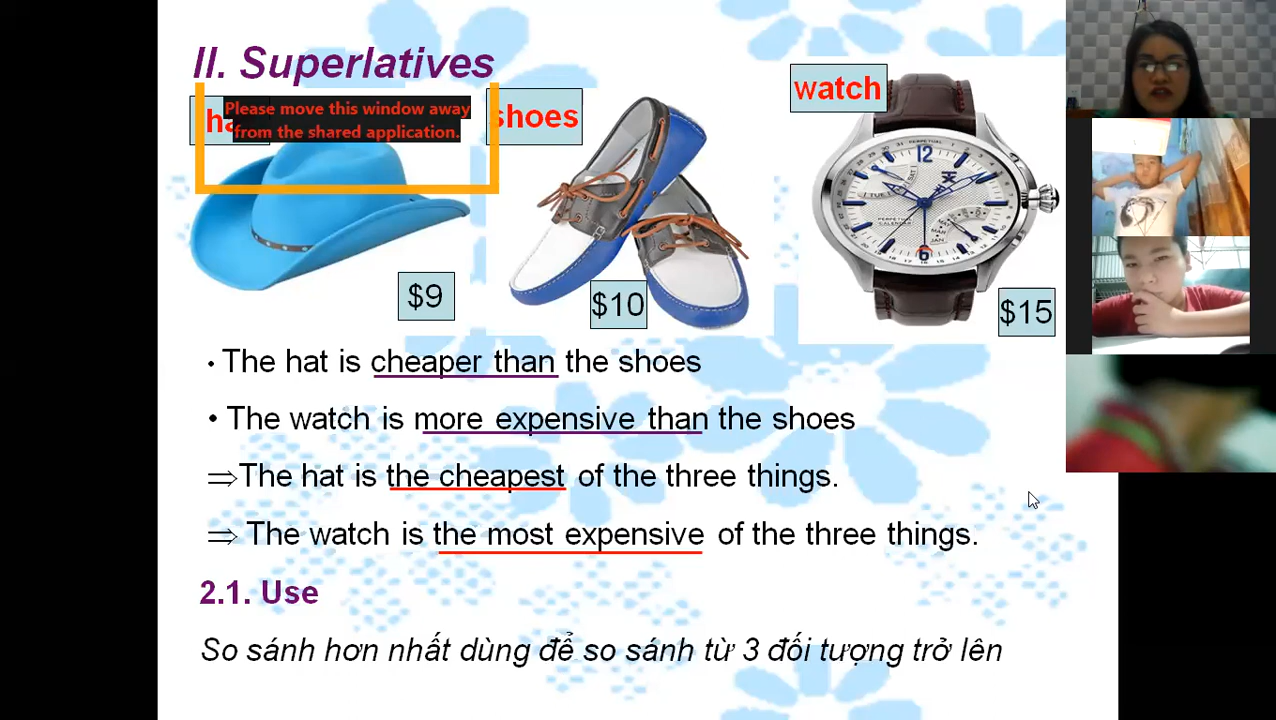 II. Superlatives
Please move this window away
from the shared application.
shoes
watch
$9
$10
$15
• The hat is cheaper than the shoes
• The watch is more expensive than the shoes
⇒The hat is the cheapest of the three things.
⇒ The watch is the most expensive of the three things.
2.1. Use
So sánh hơn nhất dùng để so sánh từ 3 đối tượng trở lên